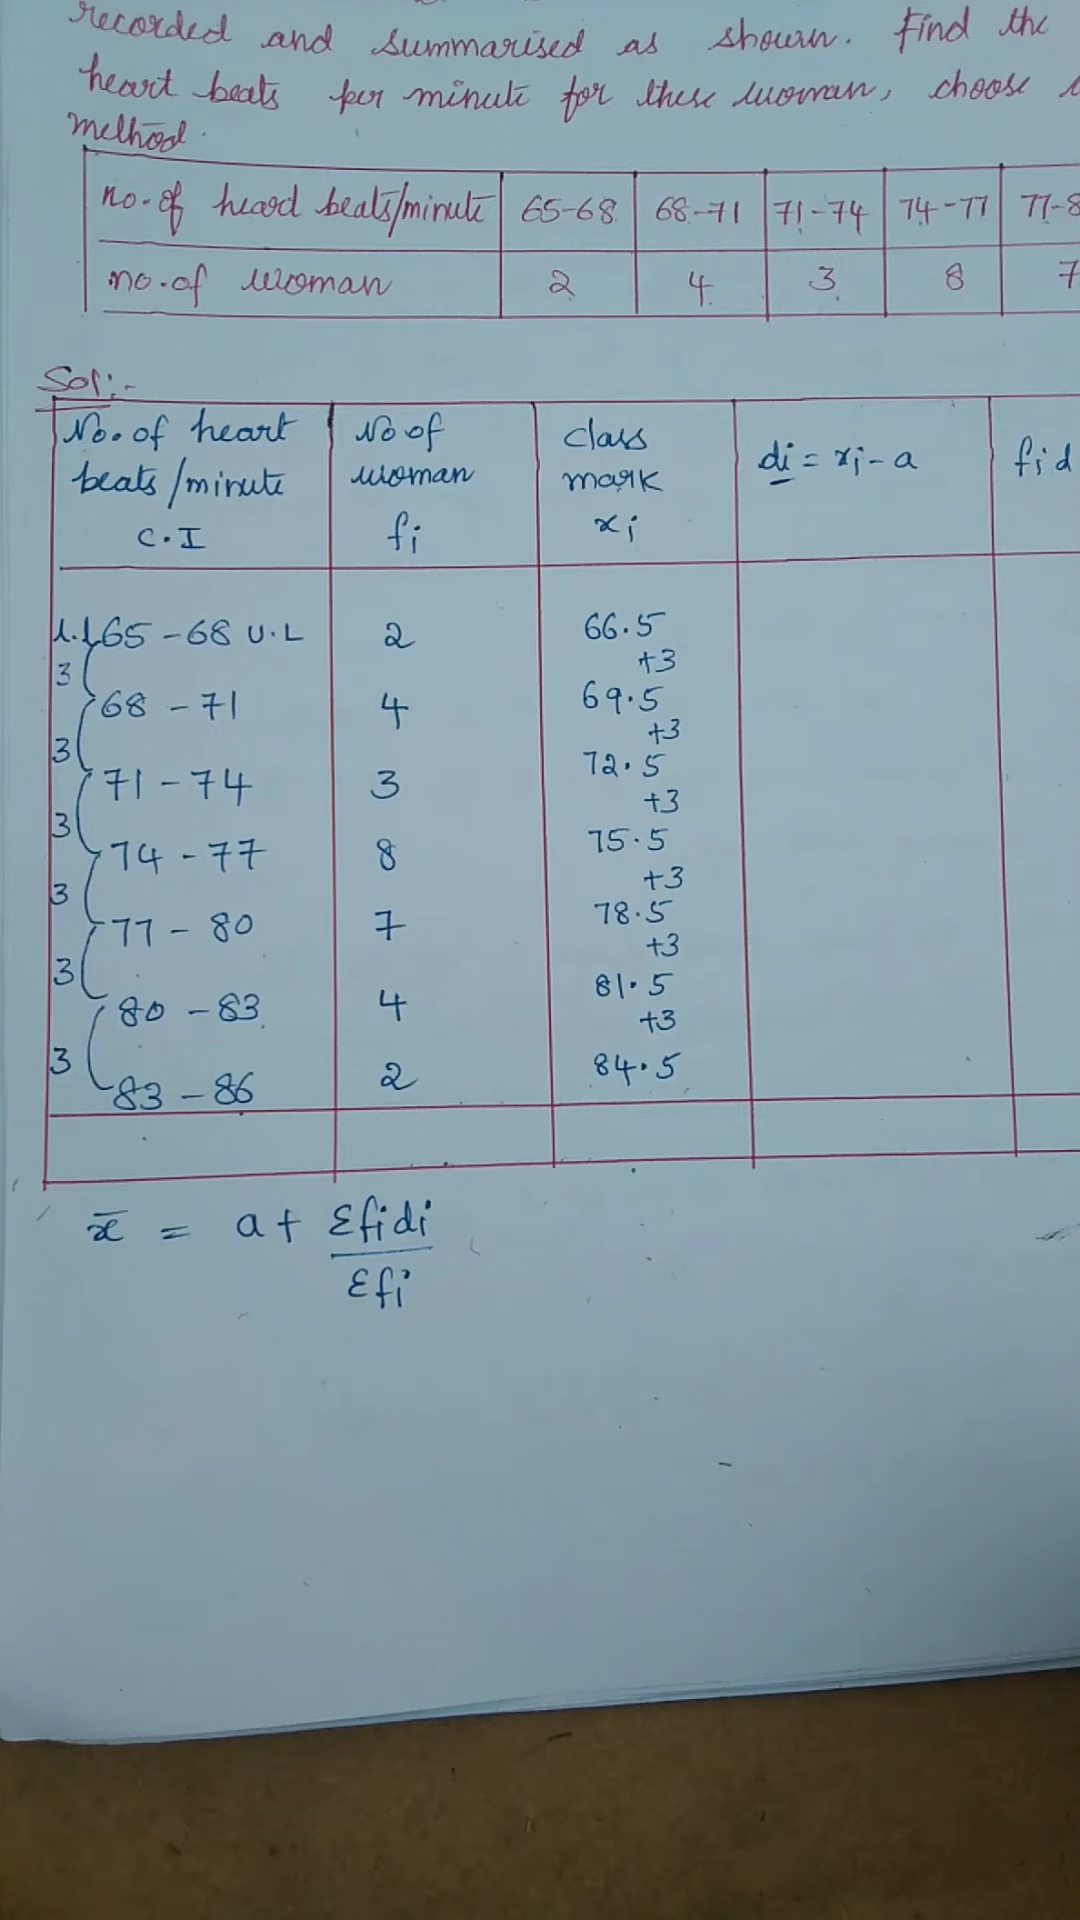 recorded and summarised as shown. Find the
heart beats per minute for these woman, choose
method.
no. of heard beats/minute 65-68 68-71 71-74 74-77 77-8
no. of woman 2 4 3 8 7
Sol:-
No. of heart beats/minute C.I
No of woman fi
class mark xi
di = xi - a
fid
l.l 65 - 68 U.L 2 66.5
3 +3
68 - 71 4 69.5
3 +3
71 - 74 3 72.5
3 +3
74 - 77 8 75.5
3 +3
77 - 80 7 78.5
3 +3
80 - 83 4 81.5
3 +3
83 - 86 2 84.5
x̄ = a + Σfidi
Σfi